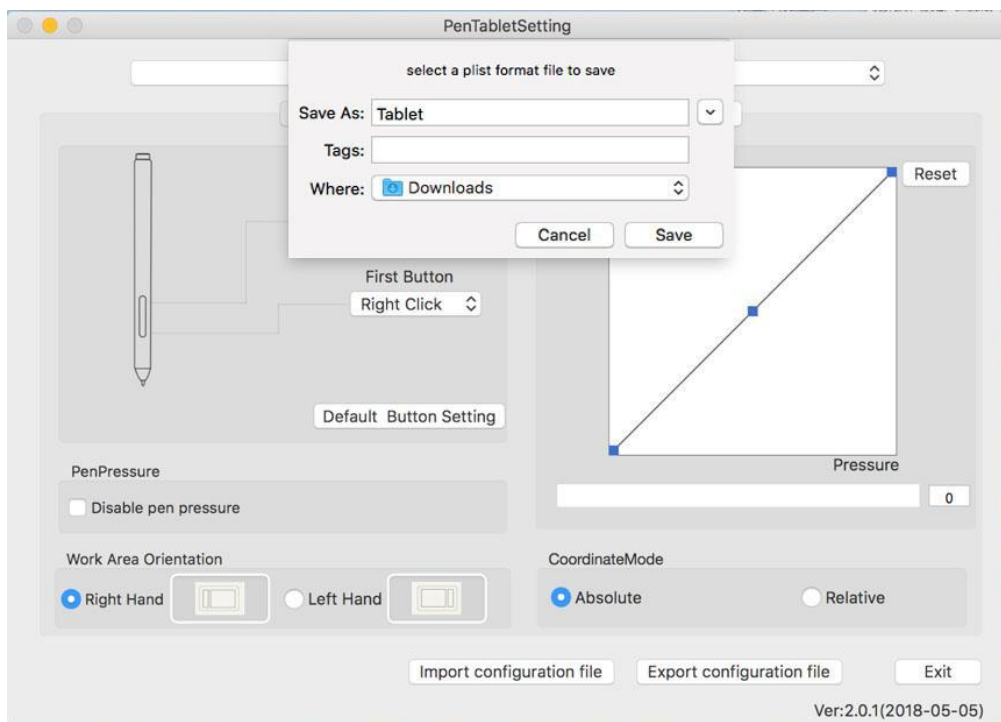 PenTabletSetting
select a plist format file to save
Save As: Tablet
Tags:
Where: Downloads
Cancel Save
Reset
First Button
Right Click
Default Button Setting
Pressure
0
PenPressure
Disable pen pressure
Work Area Orientation
Right Hand Left Hand
CoordinateMode
Absolute Relative
Import configuration file Export configuration file Exit
Ver:2.0.1(2018-05-05)